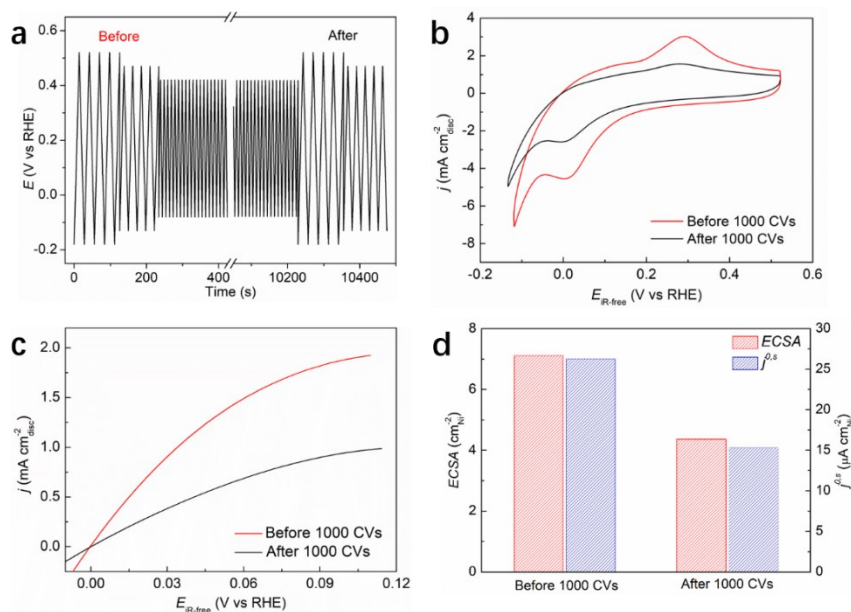 a
Before
After
E (V vs RHE)
0.6
0.4
0.2
0.0
-0.2
0
200
400
10200
10400
Time (s)
b
j (mA cm⁻²disc)
4
2
0
-2
-4
-6
-8
Before 1000 CVs
After 1000 CVs
-0.2
0.0
0.2
0.4
0.6
EiR-free (V vs RHE)
c
j (mA cm⁻²disc)
2.0
1.5
1.0
0.5
0.0
Before 1000 CVs
After 1000 CVs
0.00
0.03
0.06
0.09
0.12
EiR-free (V vs RHE)
d
ECSA (cm²Ni)
8
6
4
2
0
ECSA
j0,s
30
25
20
15
10
5
0
j0,s (μA cm⁻²Ni)
Before 1000 CVs
After 1000 CVs